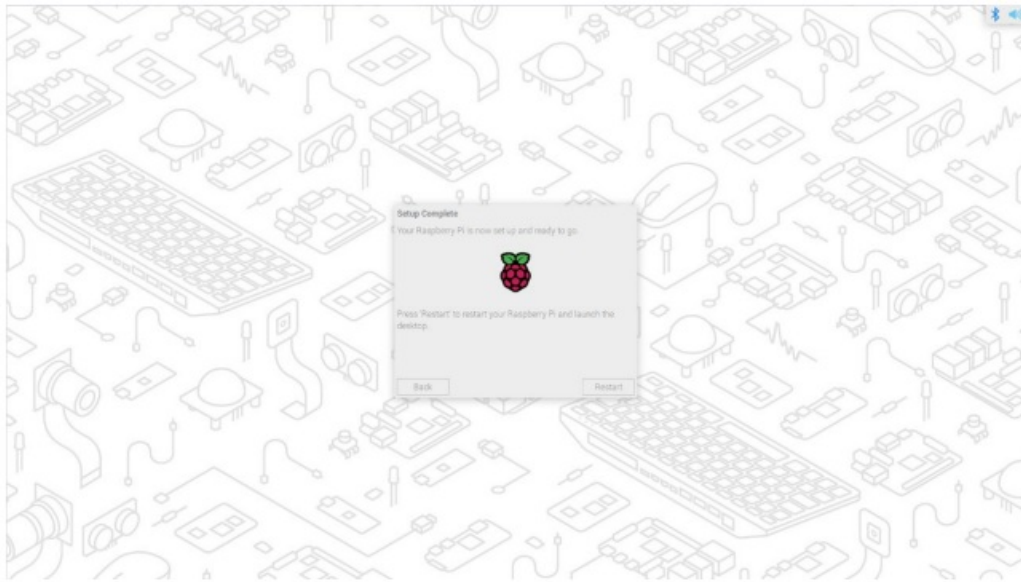 Setup Complete
Your Raspberry Pi is now set up and ready to go.
Press 'Restart' to restart your Raspberry Pi and launch the
desktop.
Back
Restart